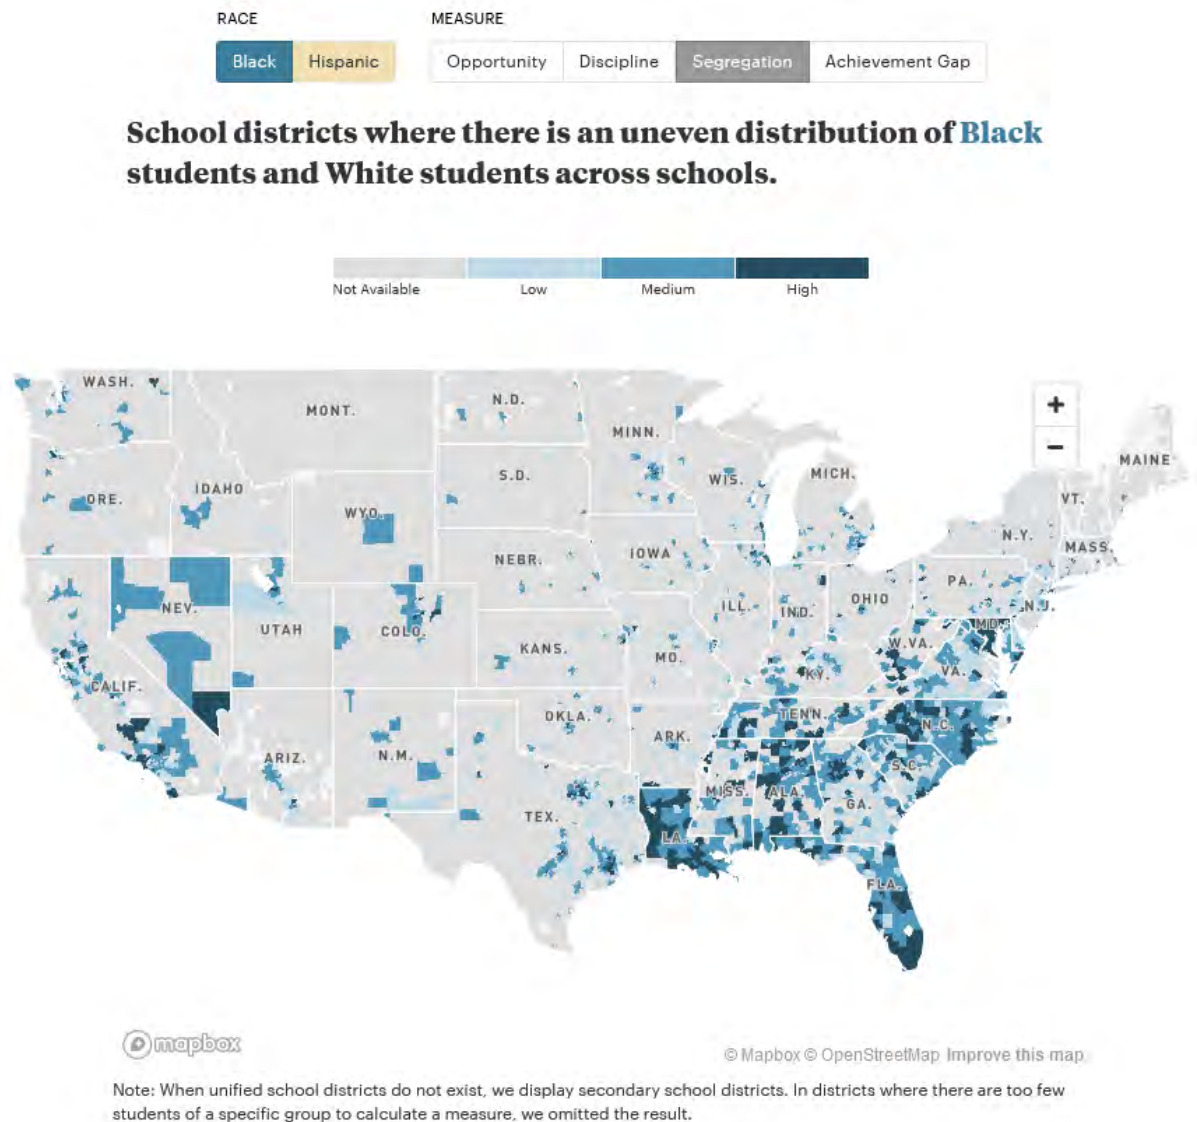 RACE
MEASURE
Black
Hispanic
Opportunity
Discipline
Segregation
Achievement Gap
School districts where there is an uneven distribution of Black
students and White students across schools.
Not Available
Low
Medium
High
WASH.
MONT.
N.D.
MINN.
+
−
ORE.
IDAHO
WYO.
S.D.
WIS.
MICH.
MAINE
VT.
N.Y.
MASS.
NEV.
UTAH
COLO.
NEBR.
IOWA
ILL.
IND.
OHIO
PA.
N.J.
MD.
CALIF.
KANS.
MO.
KY.
W.VA.
VA.
ARIZ.
N.M.
OKLA.
ARK.
TENN.
N.C.
TEX.
LA.
MISS.
ALA.
GA.
S.C.
FLA.
mapbox
© Mapbox © OpenStreetMap Improve this map
Note: When unified school districts do not exist, we display secondary school districts. In districts where there are too few
students of a specific group to calculate a measure, we omitted the result.